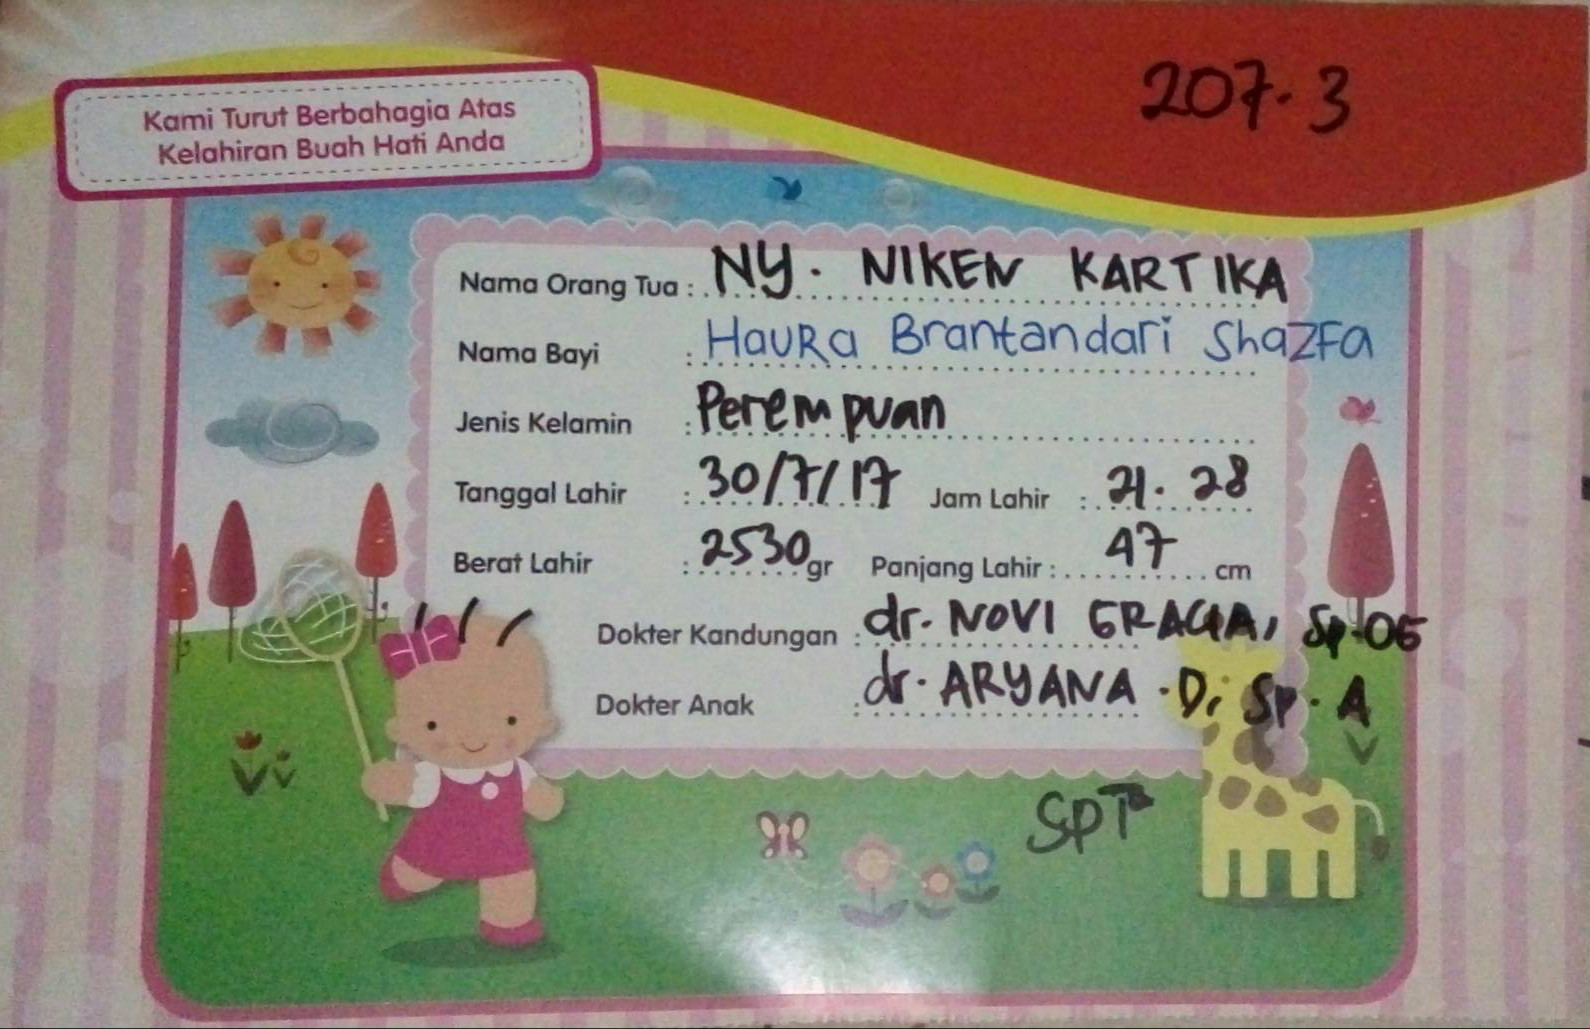 207.3
Kami Turut Berbahagia Atas
Kelahiran Buah Hati Anda
Nama Orang Tua : NY. NIKEN KARTIKA
Nama Bayi : Haura Brantandari Shazfa
Jenis Kelamin : Perempuan
Tanggal Lahir : 30/7/17 Jam Lahir : 21.28
Berat Lahir : 2530 gr Panjang Lahir : 47 cm
Dokter Kandungan : dr. NOVI GRACIA, Sp.OG
Dokter Anak : dr. ARYANA .D, Sp.A
SPT